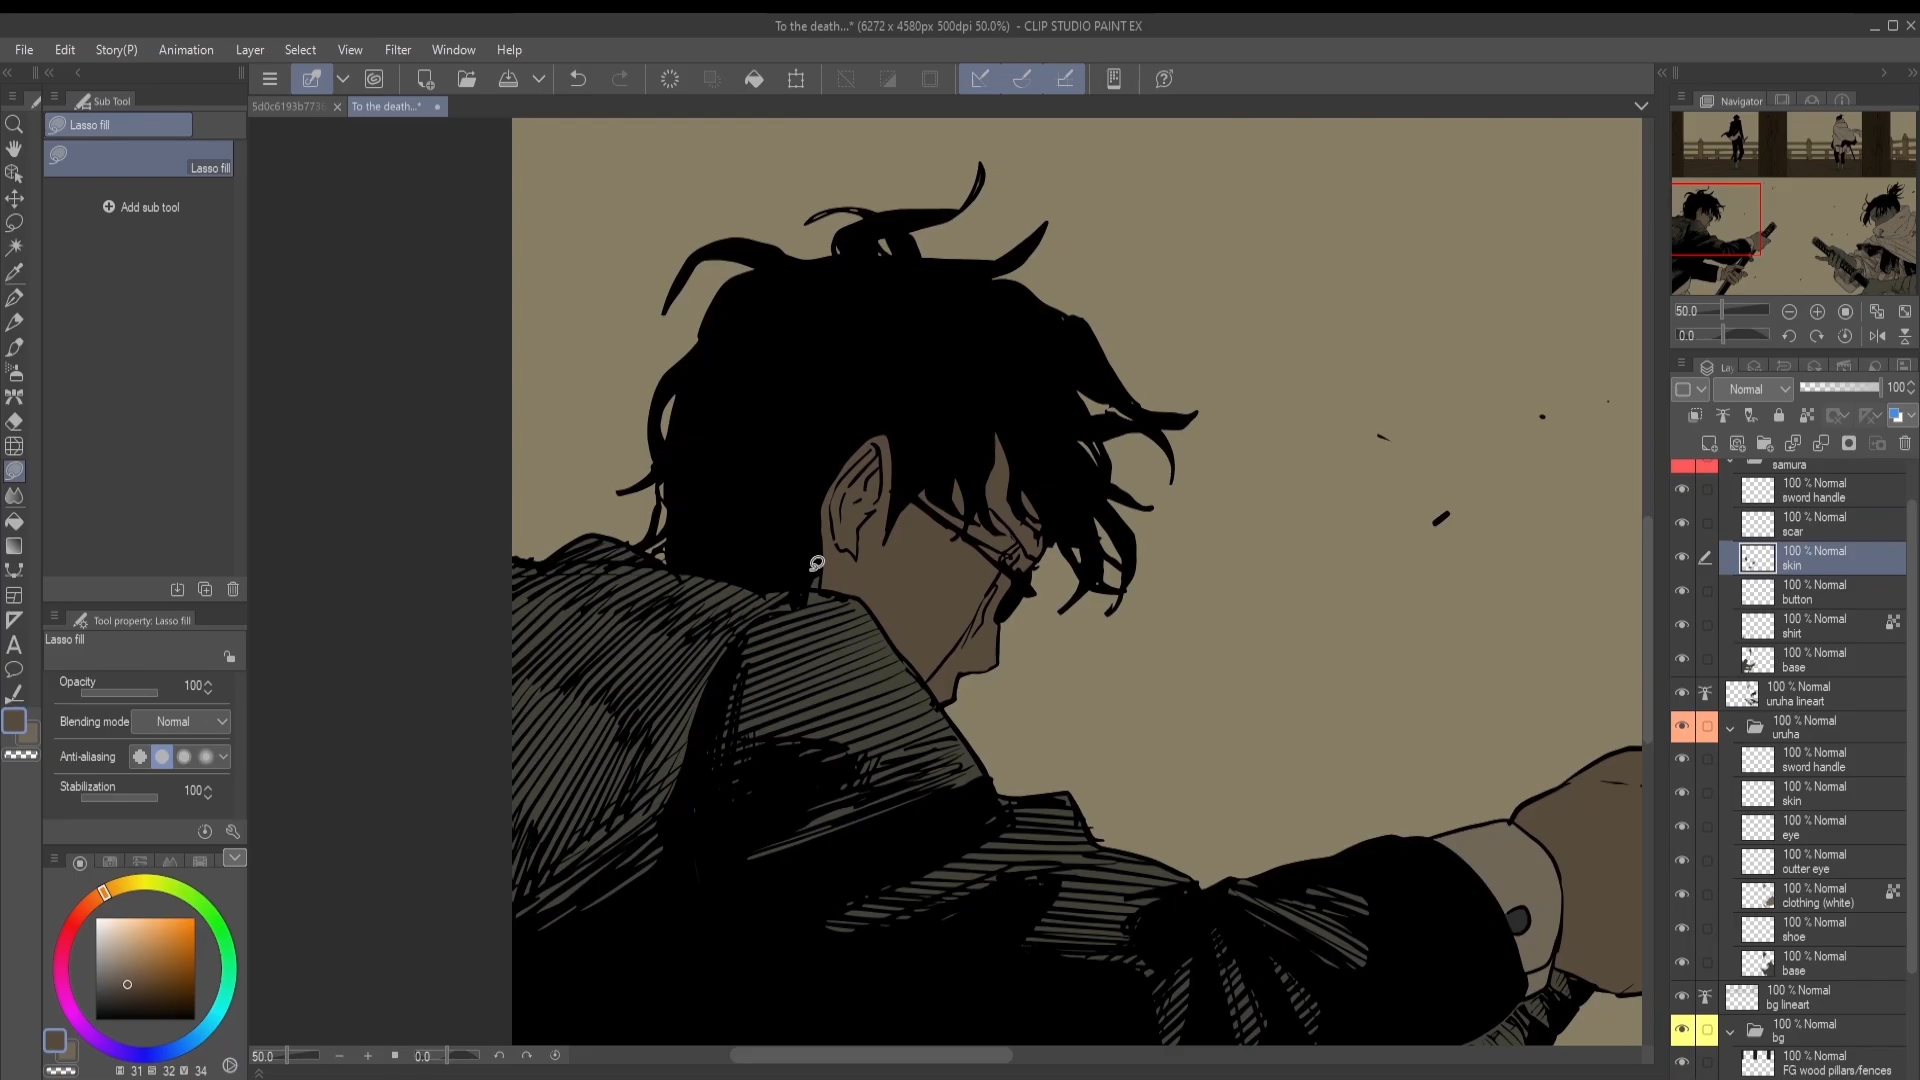 To the death...* (6272 x 4580px 500dpi 50.0%) - CLIP STUDIO PAINT EX
File Edit Story(P) Animation Layer Select View Filter Window Help
Sub Tool
5d0c6193b773
To the death...*
Navigator
Lasso fill
Lasso fill
Add sub tool
50.0
0.0
Lay
Normal
100
samura
100 % Normal
sword handle
100 % Normal
scar
100 % Normal
skin
100 % Normal
button
100 % Normal
shirt
100 % Normal
base
100 % Normal
uruha lineart
100 % Normal
uruha
100 % Normal
sword handle
100 % Normal
skin
100 % Normal
eye
100 % Normal
outter eye
100 % Normal
clothing (white)
100 % Normal
shoe
100 % Normal
base
100 % Normal
bg lineart
100 % Normal
bg
100 % Normal
FG wood pillars/fences
Tool property: Lasso fill
Lasso fill
Opacity 100
Blending mode Normal
Anti-aliasing
Stabilization 100
H 31 S 32 V 34
50.0
0.0